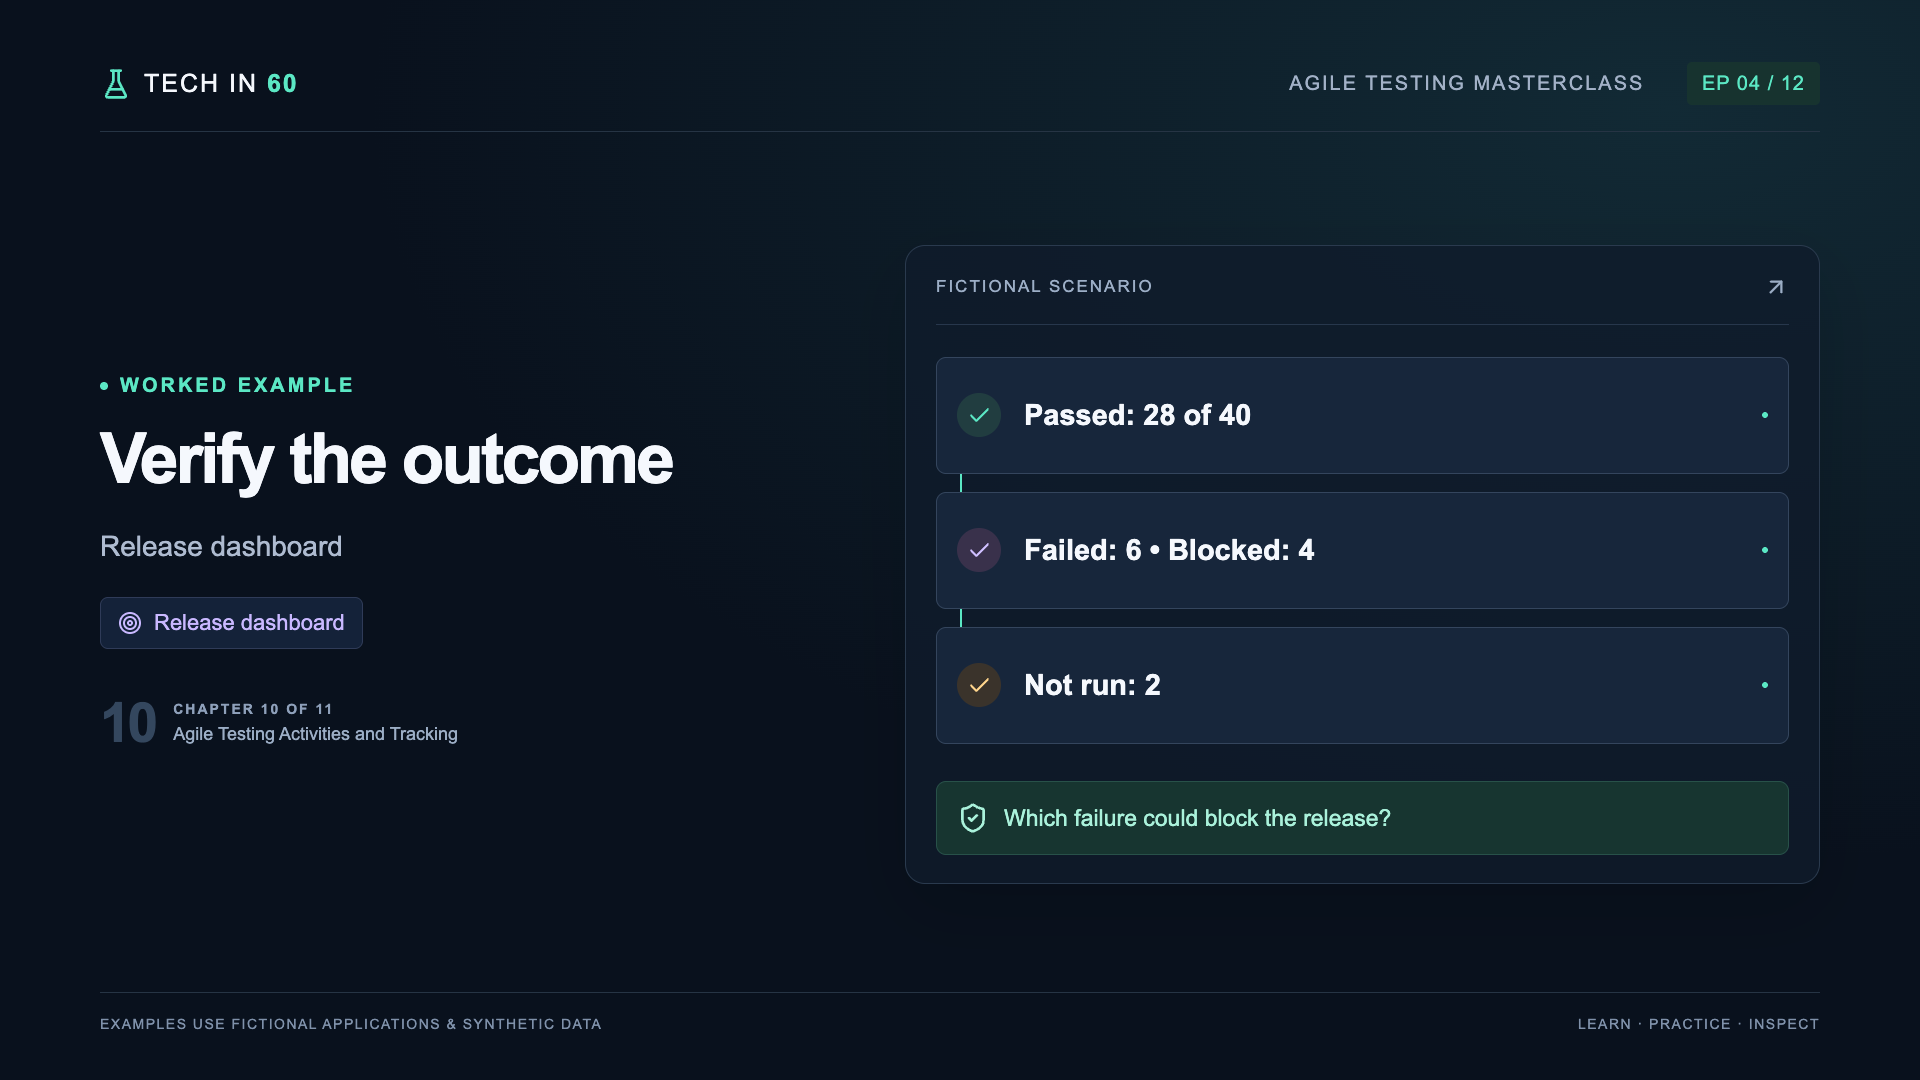 TECH IN 60
AGILE TESTING MASTERCLASS
EP 04 / 12
WORKED EXAMPLE
Verify the outcome
Release dashboard
Release dashboard
10
CHAPTER 10 OF 11
Agile Testing Activities and Tracking
FICTIONAL SCENARIO
Passed: 28 of 40
Failed: 6 • Blocked: 4
Not run: 2
Which failure could block the release?
EXAMPLES USE FICTIONAL APPLICATIONS & SYNTHETIC DATA
LEARN · PRACTICE · INSPECT